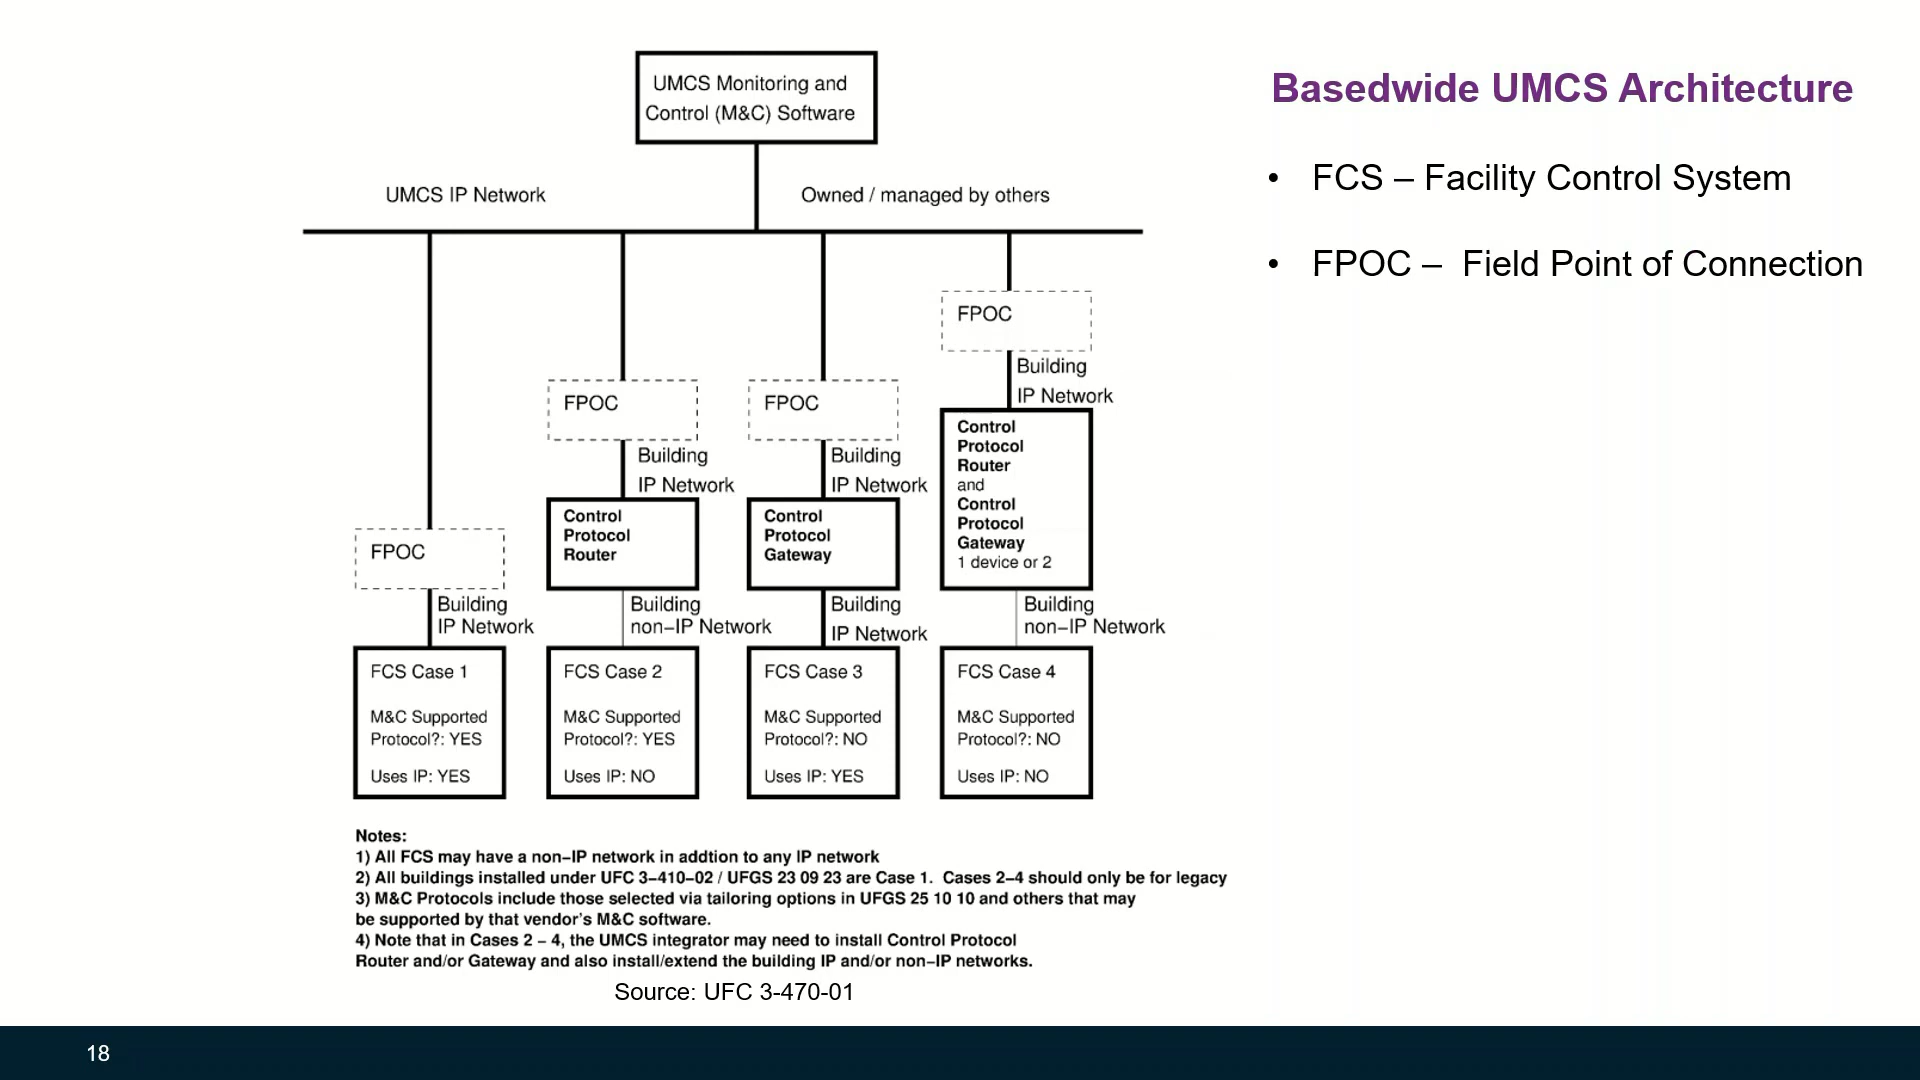 UMCS Monitoring and
Control (M&C) Software
UMCS IP Network
Owned / managed by others
FPOC
Building
IP Network
FCS Case 1
M&C Supported
Protocol?: YES
Uses IP: YES
FPOC
Building
IP Network
Control
Protocol
Router
Building
non–IP Network
FCS Case 2
M&C Supported
Protocol?: YES
Uses IP: NO
FPOC
Building
IP Network
Control
Protocol
Gateway
Building
IP Network
FCS Case 3
M&C Supported
Protocol?: NO
Uses IP: YES
FPOC
Building
IP Network
Control
Protocol
Router
and
Control
Protocol
Gateway
1 device or 2
Building
non–IP Network
FCS Case 4
M&C Supported
Protocol?: NO
Uses IP: NO
Notes:
1) All FCS may have a non–IP network in addtion to any IP network
2) All buildings installed under UFC 3–410–02 / UFGS 23 09 23 are Case 1.  Cases 2–4 should only be for legacy
3) M&C Protocols include those selected via tailoring options in UFGS 25 10 10 and others that may
be supported by that vendor's M&C software.
4) Note that in Cases 2 – 4, the UMCS integrator may need to install Control Protocol
Router and/or Gateway and also install/extend the building IP and/or non–IP networks.
Source: UFC 3-470-01
Basedwide UMCS Architecture
• FCS – Facility Control System
• FPOC –  Field Point of Connection
18